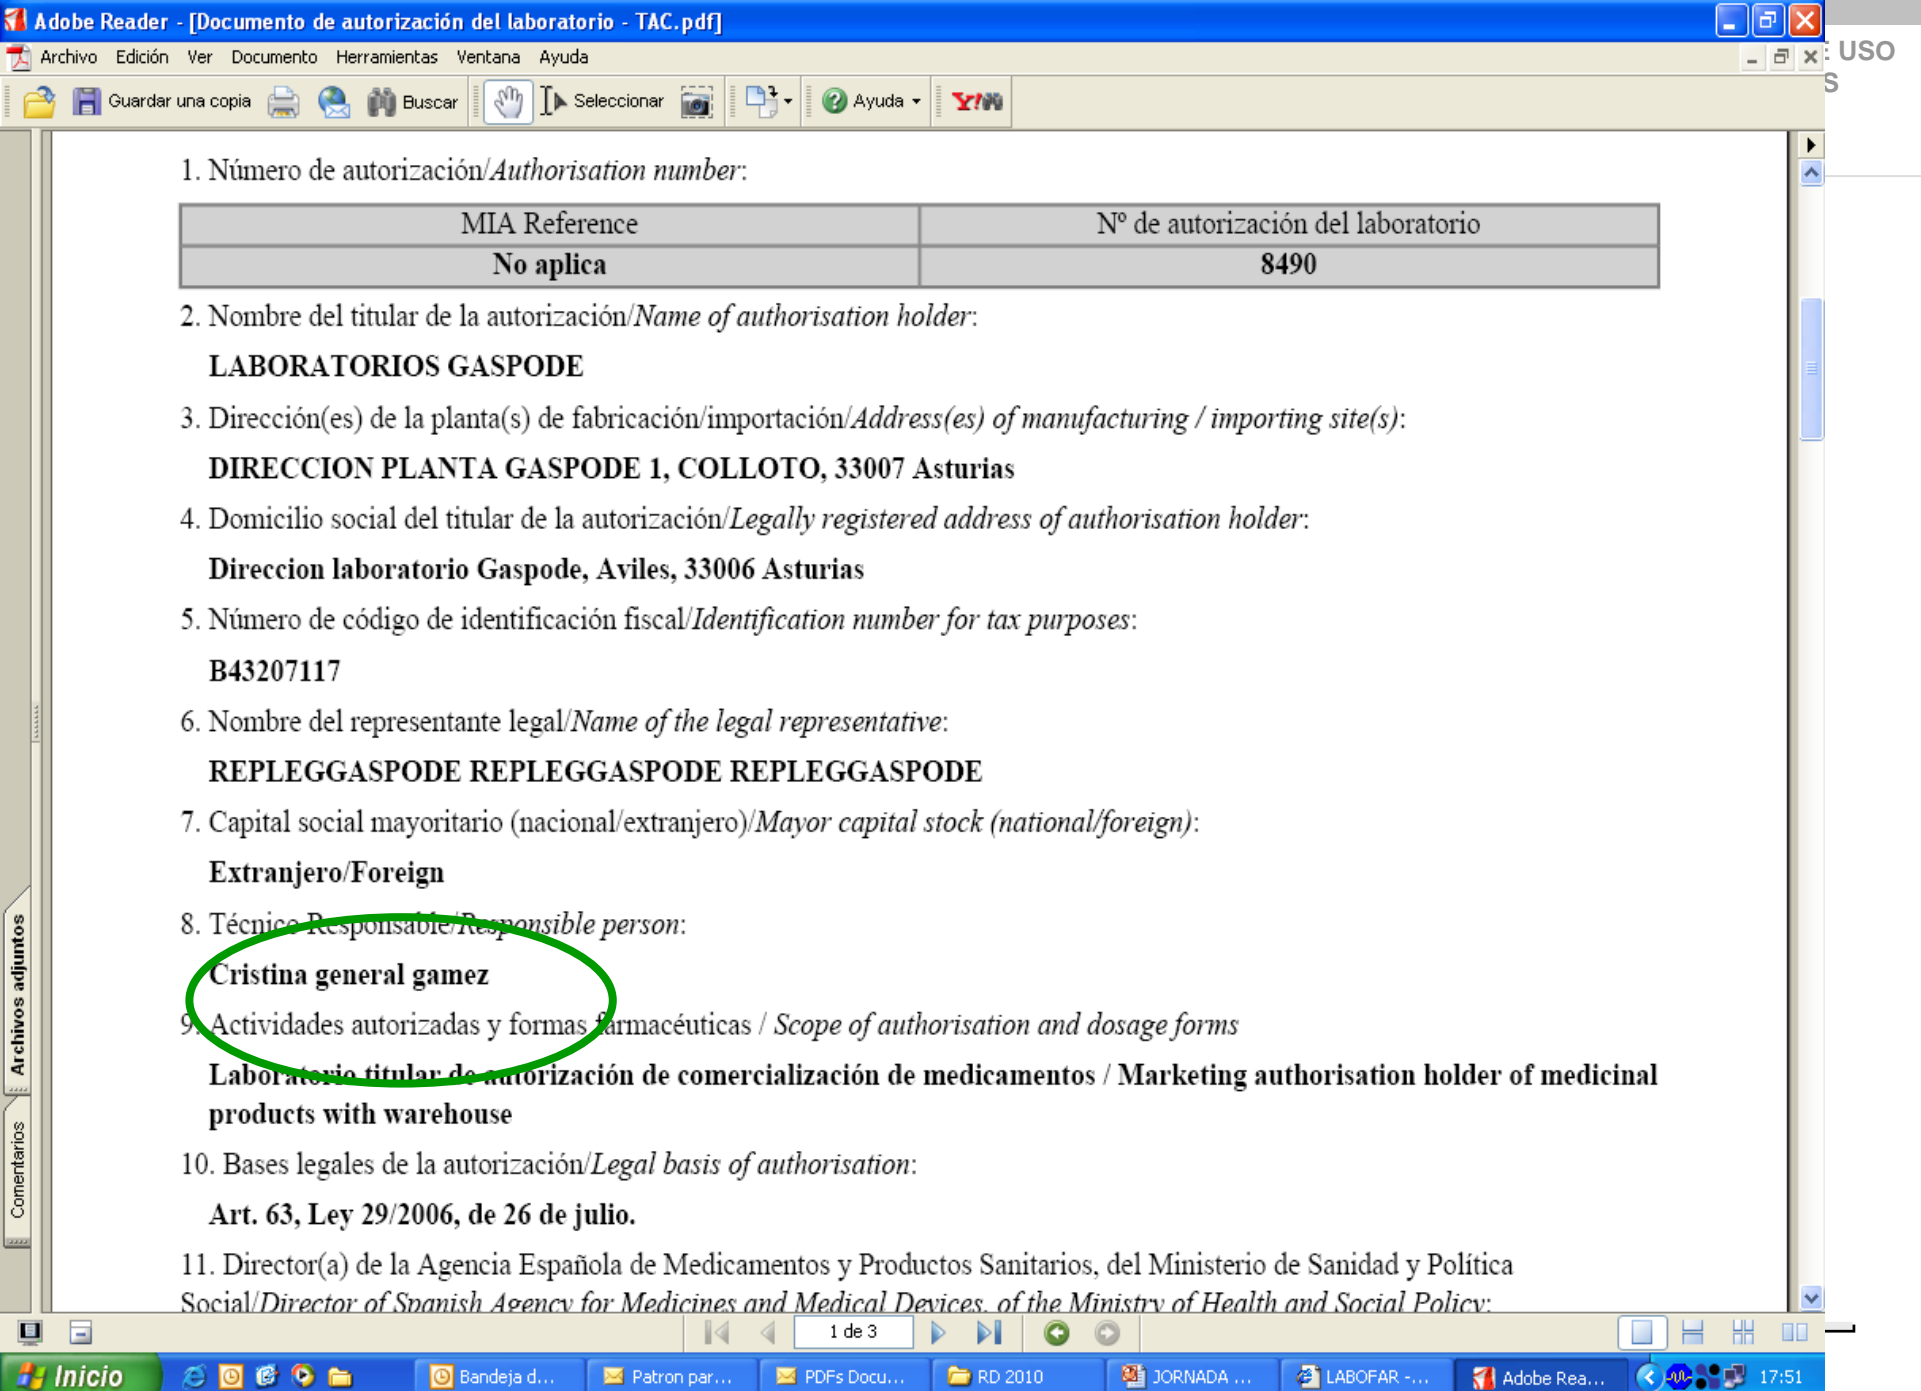 Adobe Reader - [Documento de autorización del laboratorio - TAC.pdf]
USO
S
Archivo Edición Ver Documento Herramientas Ventana Ayuda
Guardar una copia Buscar Seleccionar Ayuda Y!
1. Número de autorización/Authorisation number:
MIA Reference Nº de autorización del laboratorio
No aplica 8490
2. Nombre del titular de la autorización/Name of authorisation holder:
LABORATORIOS GASPODE
3. Dirección(es) de la planta(s) de fabricación/importación/Address(es) of manufacturing / importing site(s):
DIRECCION PLANTA GASPODE 1, COLLOTO, 33007 Asturias
4. Domicilio social del titular de la autorización/Legally registered address of authorisation holder:
Direccion laboratorio Gaspode, Aviles, 33006 Asturias
5. Número de código de identificación fiscal/Identification number for tax purposes:
B43207117
6. Nombre del representante legal/Name of the legal representative:
REPLEGGASPODE REPLEGGASPODE REPLEGGASPODE
7. Capital social mayoritario (nacional/extranjero)/Mayor capital stock (national/foreign):
Extranjero/Foreign
8. Técnico Responsable/Responsible person:
Cristina general gamez
9. Actividades autorizadas y formas farmacéuticas / Scope of authorisation and dosage forms
Laboratorio titular de autorización de comercialización de medicamentos / Marketing authorisation holder of medicinal
products with warehouse
10. Bases legales de la autorización/Legal basis of authorisation:
Art. 63, Ley 29/2006, de 26 de julio.
11. Director(a) de la Agencia Española de Medicamentos y Productos Sanitarios, del Ministerio de Sanidad y Política
Social/Director of Spanish Agency for Medicines and Medical Devices, of the Ministry of Health and Social Policy:
Archivos adjuntos
Comentarios
1 de 3
Inicio Bandeja d... Patron par... PDFs Docu... RD 2010 JORNADA ... LABOFAR -... Adobe Rea... 17:51